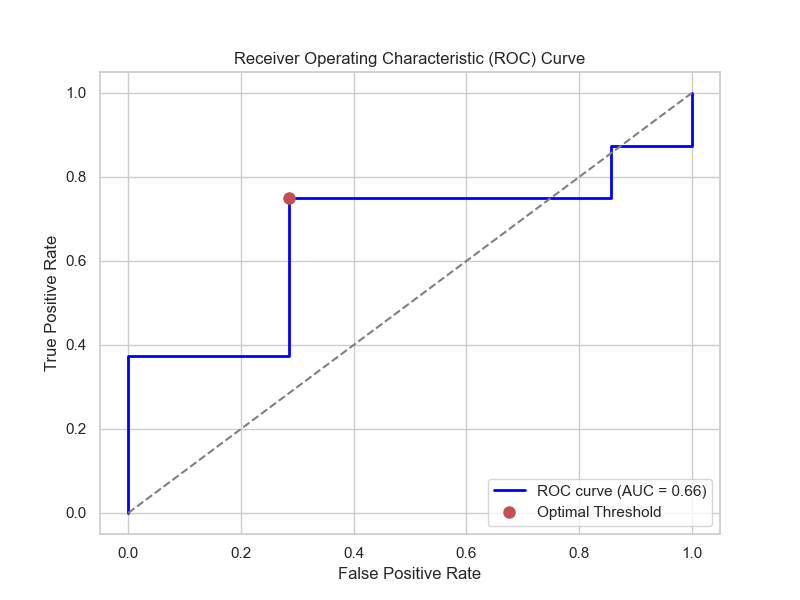 Receiver Operating Characteristic (ROC) Curve
1.0
0.8
0.6
0.4
0.2
0.0
True Positive Rate
0.0 0.2 0.4 0.6 0.8 1.0
False Positive Rate
ROC curve (AUC = 0.66)
Optimal Threshold